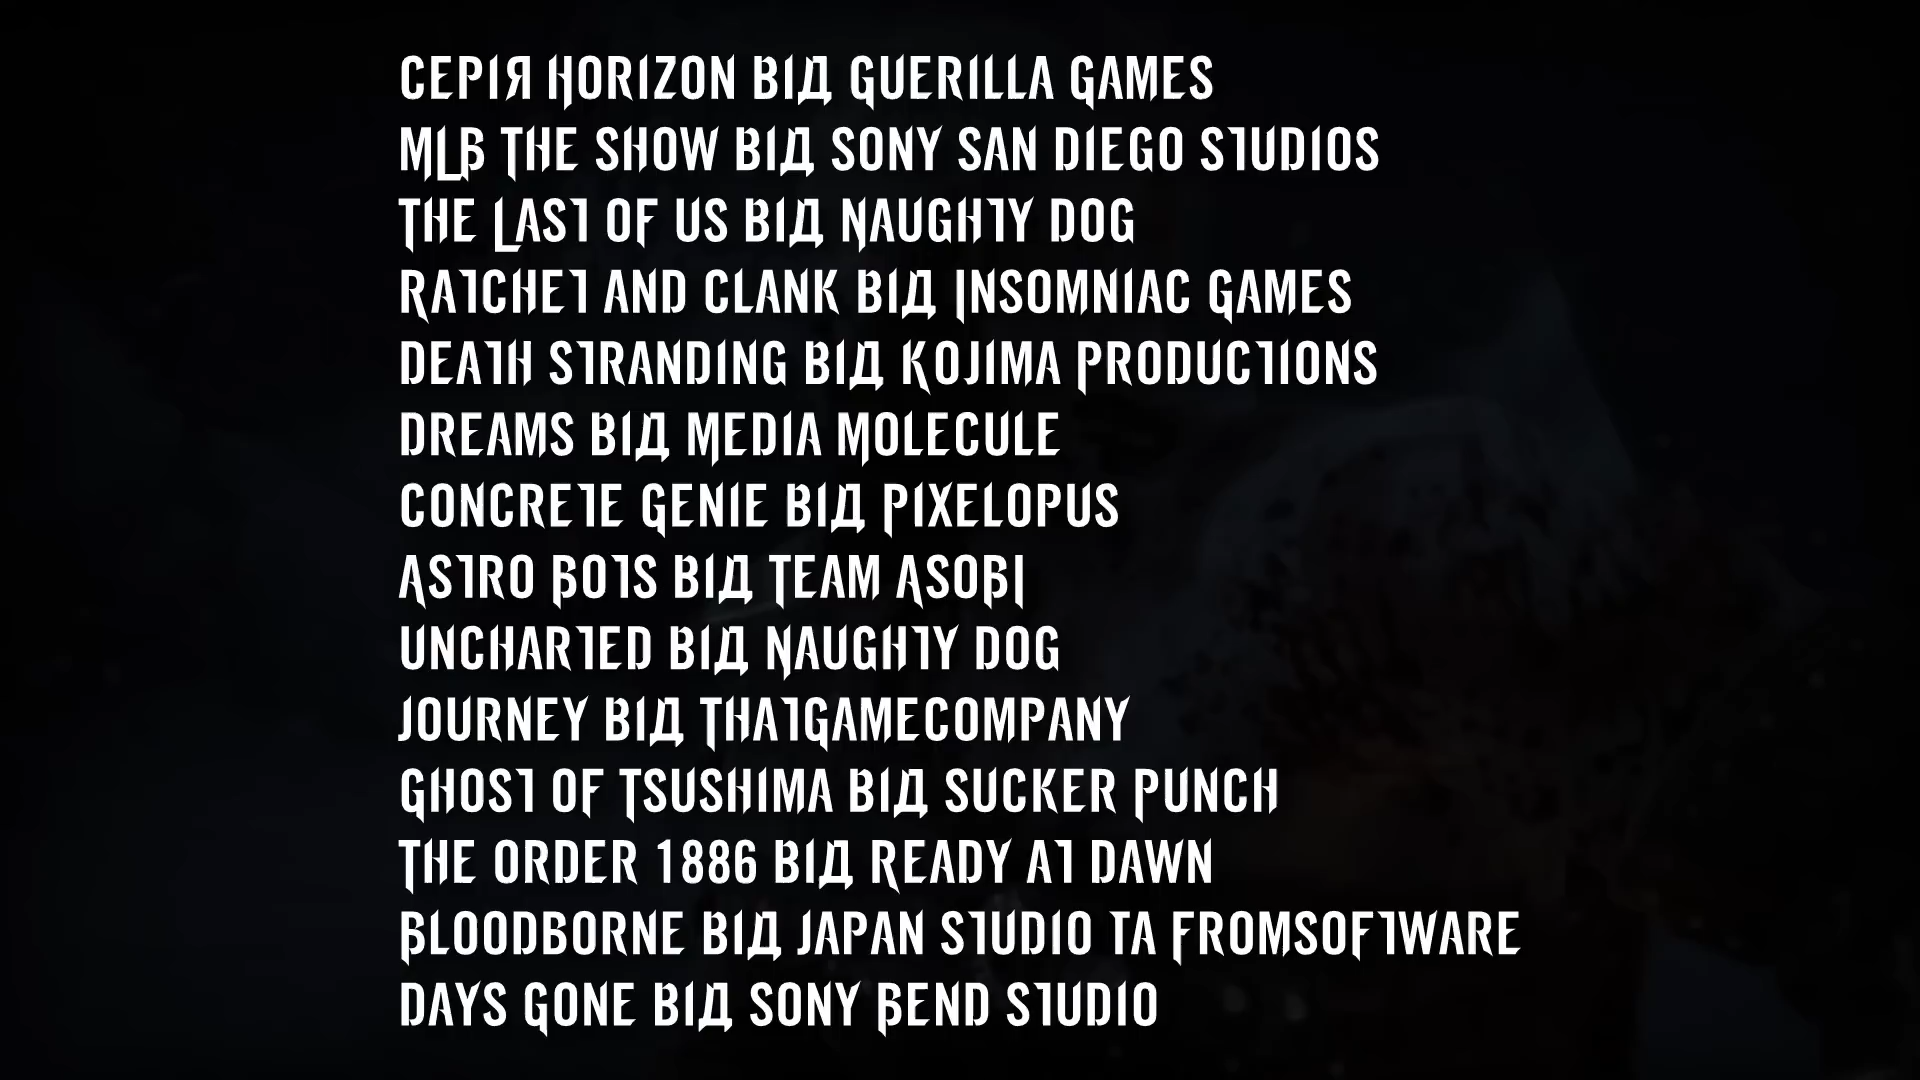 Серія Horizon від Guerilla Games
MLB The Show від Sony San Diego Studios
The Last of Us від Naughty Dog
Ratchet and Clank від Insomniac Games
Death Stranding від Kojima Productions
Dreams від Media Molecule
Concrete Genie від Pixelopus
Astro Bots від Team Asobi
Uncharted від Naughty Dog
Journey від Thatgamecompany
Ghost of Tsushima від Sucker Punch
The Order 1886 від Ready at Dawn
Bloodborne від Japan Studio та FromSoftware
Days Gone від Sony Bend Studio